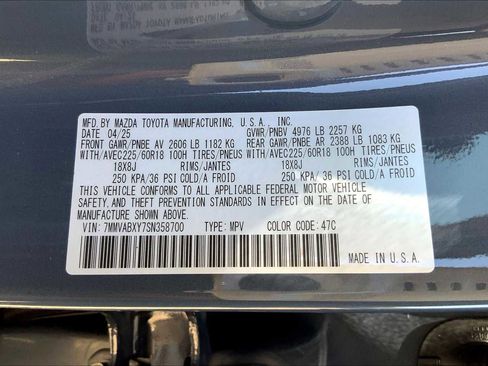 MFD. BY MAZDA TOYOTA MANUFACTURING, U.S.A., INC.
DATE 04/25 GVWR/PNBV 4976 LB 2257 KG
FRONT GAWR/PNBE AV 2606 LB 1182 KG REAR GAWR/PNBE AR 2388 LB 1083 KG
WITH/AVEC225/60R18 100H TIRES/PNEUS WITH/AVEC225/60R18 100H TIRES/PNEUS
18X8J RIMS/JANTES 18X8J RIMS/JANTES
250 KPA/36 PSI COLD/A FROID 250 KPA/36 PSI COLD/A FROID
THIS VEHICLE CONFORMS TO ALL APPLICABLE FEDERAL MOTOR VEHICLE
SAFETY, AND THEFT PREVENTION STANDARDS IN EFFECT ON THE DATE OF
MANUFACTURE SHOWN ABOVE.
VIN: 7MMVABXY7SN358700 TYPE: MPV COLOR CODE: 47C
MADE IN U.S.A.